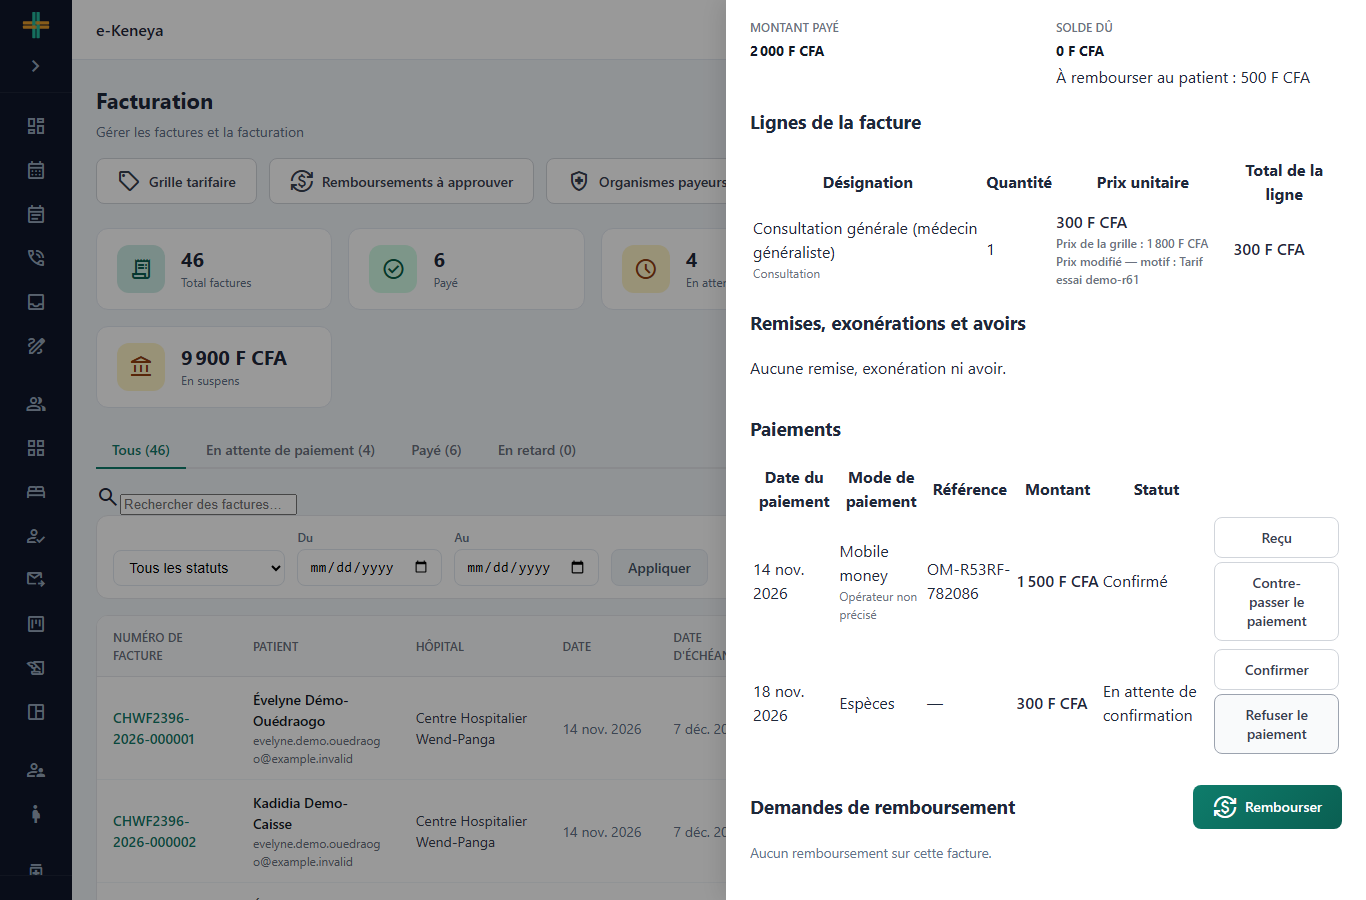 e-Keneya
Facturation
Gérer les factures et la facturation
Grille tarifaire
Remboursements à approuver
Organismes payeurs
46
Total factures
6
Payé
4
9 900 F CFA
En suspens
Tous (46)
En attente de paiement (4)
Payé (6)
En retard (0)
Rechercher des factures...
Tous les statuts
Du
mm/dd/yyyy
Au
mm/dd/yyyy
Appliquer
NUMÉRO DE
FACTURE
PATIENT
HÔPITAL
DATE
DATE
CHWF2396-
2026-000001
Évelyne Démo-
Ouédraogo
evelyne.demo.ouedraog
o@example.invalid
Centre Hospitalier
Wend-Panga
14 nov. 2026
7 déc. 20
CHWF2396-
2026-000002
Kadidia Demo-
Caisse
evelyne.demo.ouedraog
o@example.invalid
Centre Hospitalier
Wend-Panga
14 nov. 2026
7 déc. 20
MONTANT PAYÉ
2 000 F CFA
SOLDE DÛ
0 F CFA
À rembourser au patient : 500 F CFA
Lignes de la facture
Désignation
Quantité
Prix unitaire
Total de la
ligne
Consultation générale (médecin
généraliste)
Consultation
1
300 F CFA
Prix de la grille : 1 800 F CFA
Prix modifié — motif : Tarif
essai demo-r61
300 F CFA
Remises, exonérations et avoirs
Aucune remise, exonération ni avoir.
Paiements
Date du
paiement
Mode de
paiement
Référence
Montant
Statut
14 nov.
2026
Mobile
money
Opérateur non
précisé
OM-R53RF-
782086
1 500 F CFA
Confirmé
Reçu
Contre-
passer le
paiement
18 nov.
2026
Espèces
—
300 F CFA
En attente de
confirmation
Confirmer
Refuser le
paiement
Demandes de remboursement
Rembourser
Aucun remboursement sur cette facture.